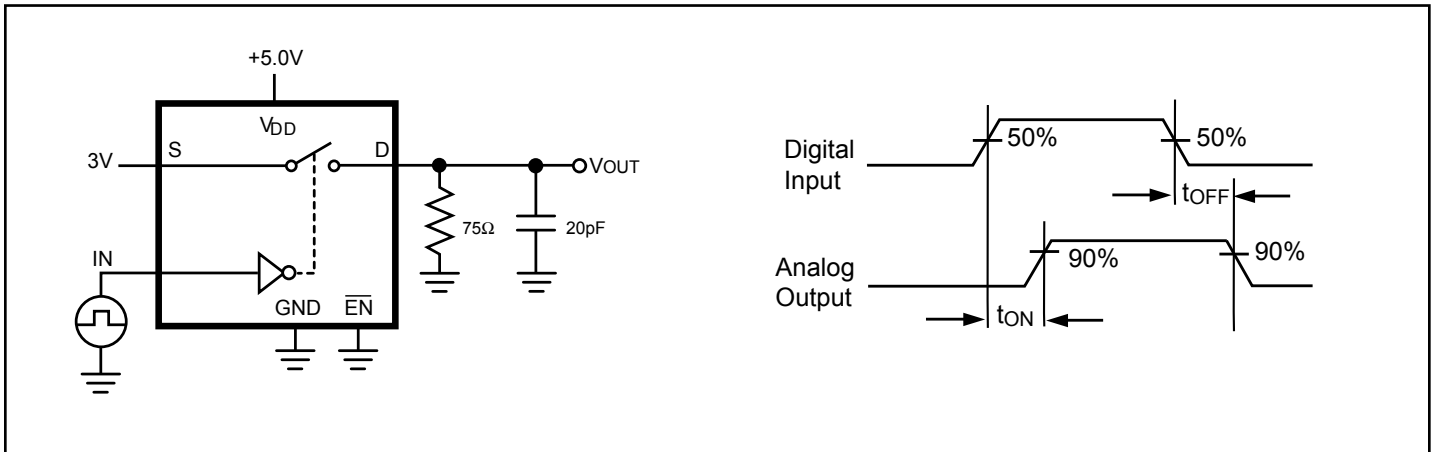 +5.0V
VDD
S
D
3V
VOUT
75Ω
20pF
IN
GND
EN
Digital
Input
50%
50%
tOFF
Analog
Output
90%
90%
tON